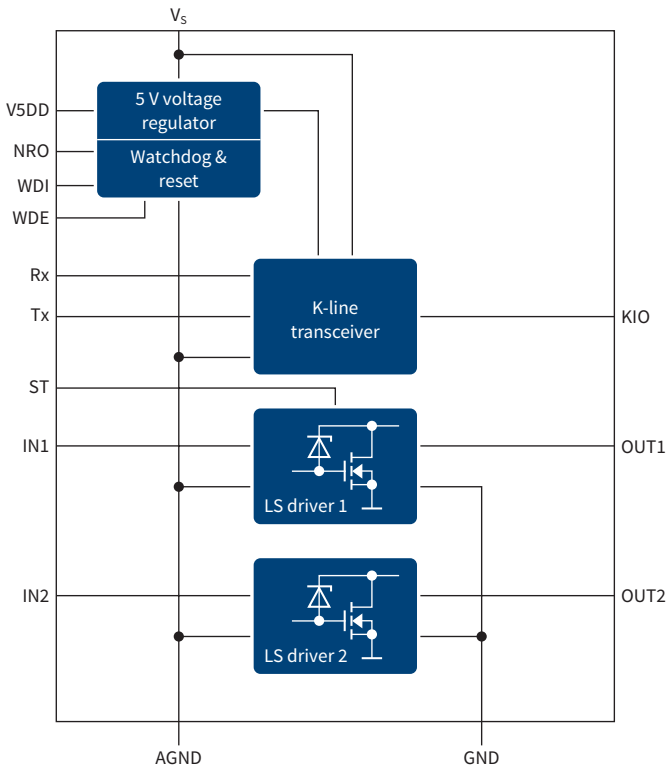 VS
5 V voltage
regulator
V5DD
NRO
Watchdog &
reset
WDI
WDE
Rx
Tx
K-line
transceiver
KIO
ST
IN1
OUT1
LS driver 1
IN2
OUT2
LS driver 2
AGND
GND